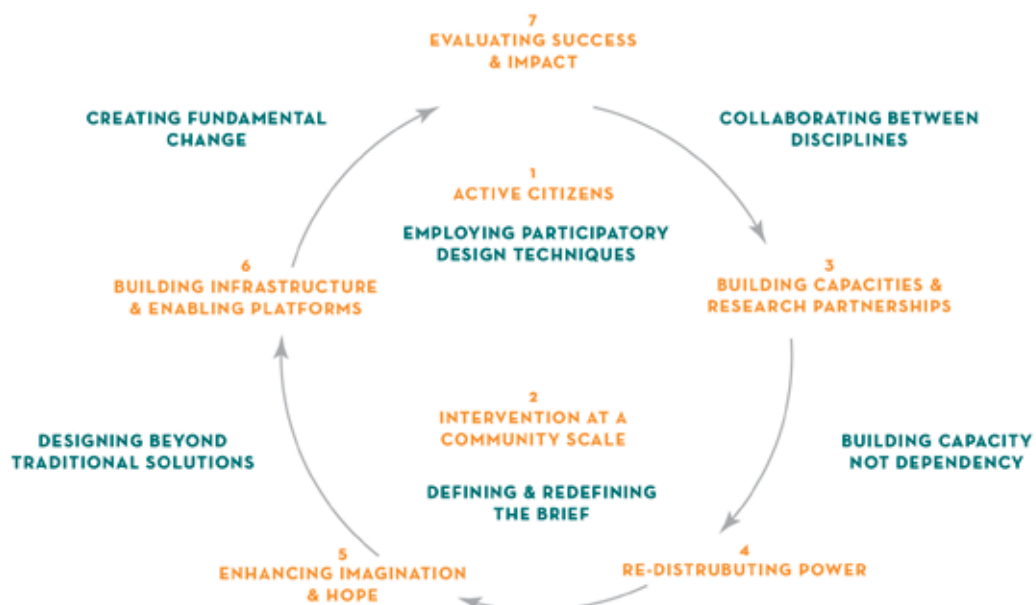 7
EVALUATING SUCCESS
& IMPACT
CREATING FUNDAMENTAL
CHANGE
COLLABORATING BETWEEN
DISCIPLINES
1
ACTIVE CITIZENS
EMPLOYING PARTICIPATORY
DESIGN TECHNIQUES
6
BUILDING INFRASTRUCTURE
& ENABLING PLATFORMS
3
BUILDING CAPACITIES &
RESEARCH PARTNERSHIPS
2
INTERVENTION AT A
COMMUNITY SCALE
DESIGNING BEYOND
TRADITIONAL SOLUTIONS
BUILDING CAPACITY
NOT DEPENDENCY
DEFINING & REDEFINING
THE BRIEF
5
ENHANCING IMAGINATION
& HOPE
4
RE-DISTRUBUTING POWER